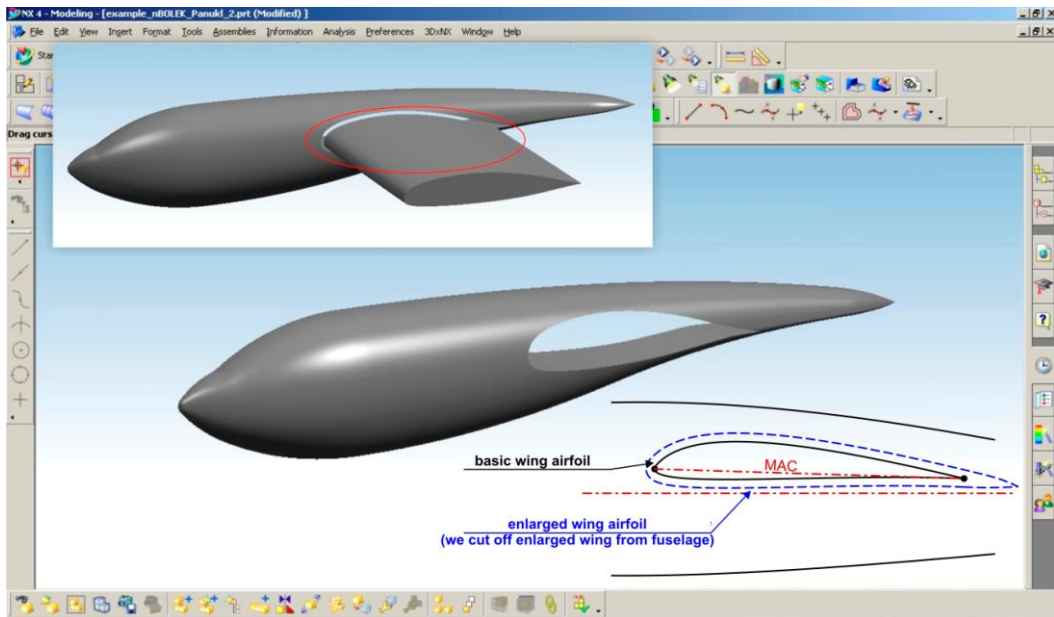 NX 4 - Modeling - [example_nBOLEK_Panukl_2.prt (Modified) ]
File Edit View Insert Format Tools Assemblies Information Analysis Preferences 3DxNX Window Help
Drag
basic wing airfoil
MAC
enlarged wing airfoil
(we cut off enlarged wing from fuselage)